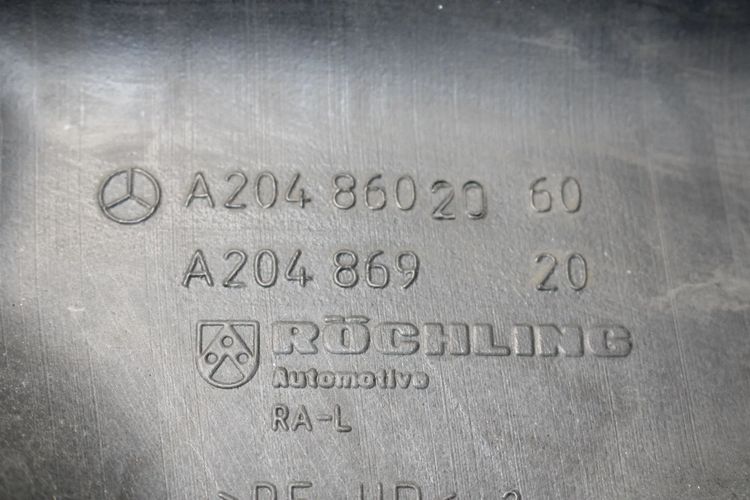 A204 860 20 60
A204 869 20
RÖCHLING
Automotive
RA-L